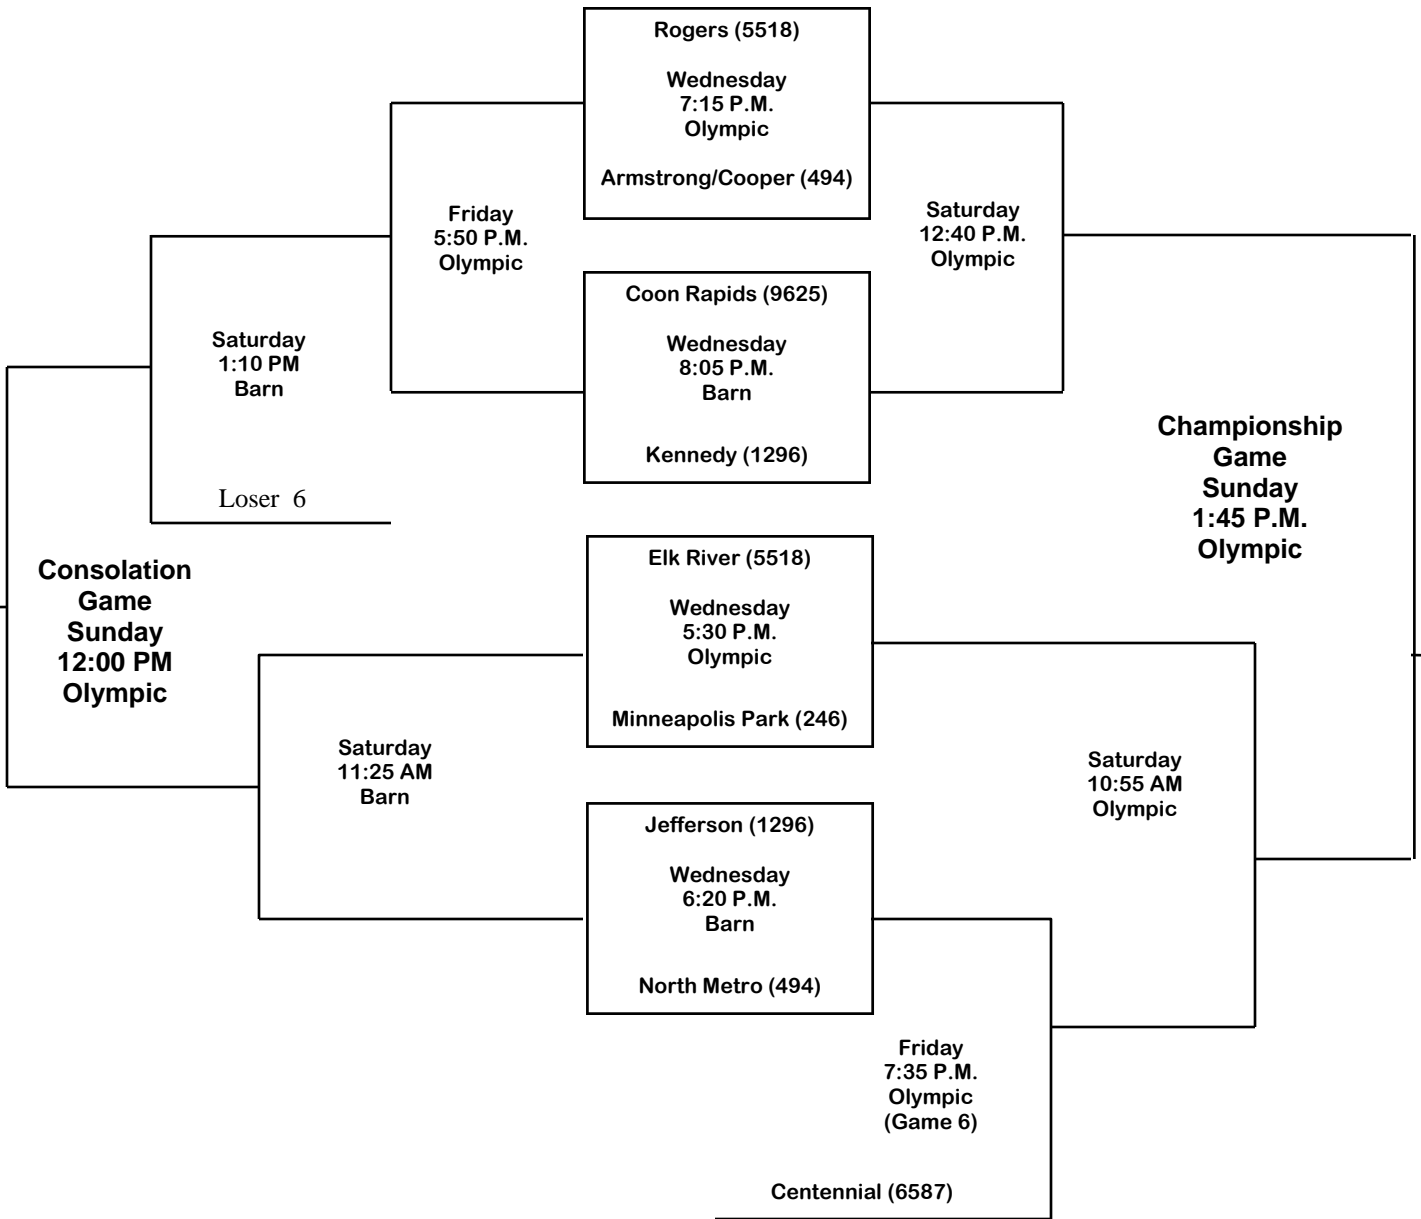 Rogers (5518)
Wednesday
7:15 P.M.
Olympic
Armstrong/Cooper (494)
Friday
5:50 P.M.
Olympic
Saturday
12:40 P.M.
Olympic
Coon Rapids (9625)
Wednesday
8:05 P.M.
Barn
Kennedy (1296)
Saturday
1:10 PM
Barn
Loser 6
Championship
Game
Sunday
1:45 P.M.
Olympic
Consolation
Game
Sunday
12:00 PM
Olympic
Elk River (5518)
Wednesday
5:30 P.M.
Olympic
Minneapolis Park (246)
Saturday
11:25 AM
Barn
Saturday
10:55 AM
Olympic
Jefferson (1296)
Wednesday
6:20 P.M.
Barn
North Metro (494)
Friday
7:35 P.M.
Olympic
(Game 6)
Centennial (6587)